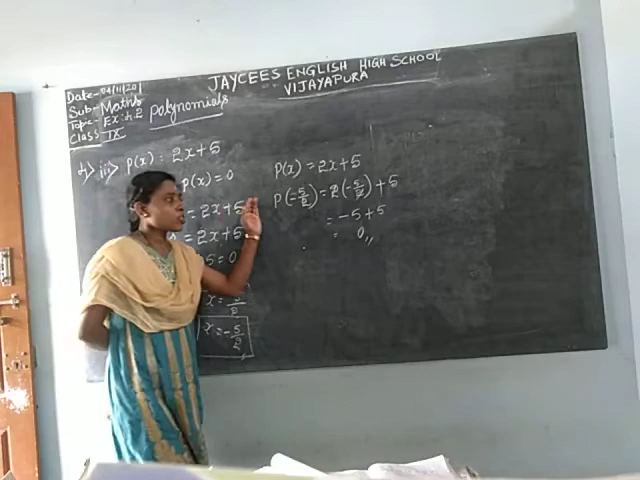 JAYCEES ENGLISH HIGH SCHOOL
VIJAYAPURA
Date- 04/11/20
Sub- Maths
Topic- Ex: 4.2
Class- IX
Polynomials
iii) P(x) = 2x+5
P(x) = 0
= 2x+5
= 2x+5
5 = 0
x =
x = -5/2
P(x) = 2x+5
P(-5/2) = 2(-5/2) + 5
= -5+5
= 0,,